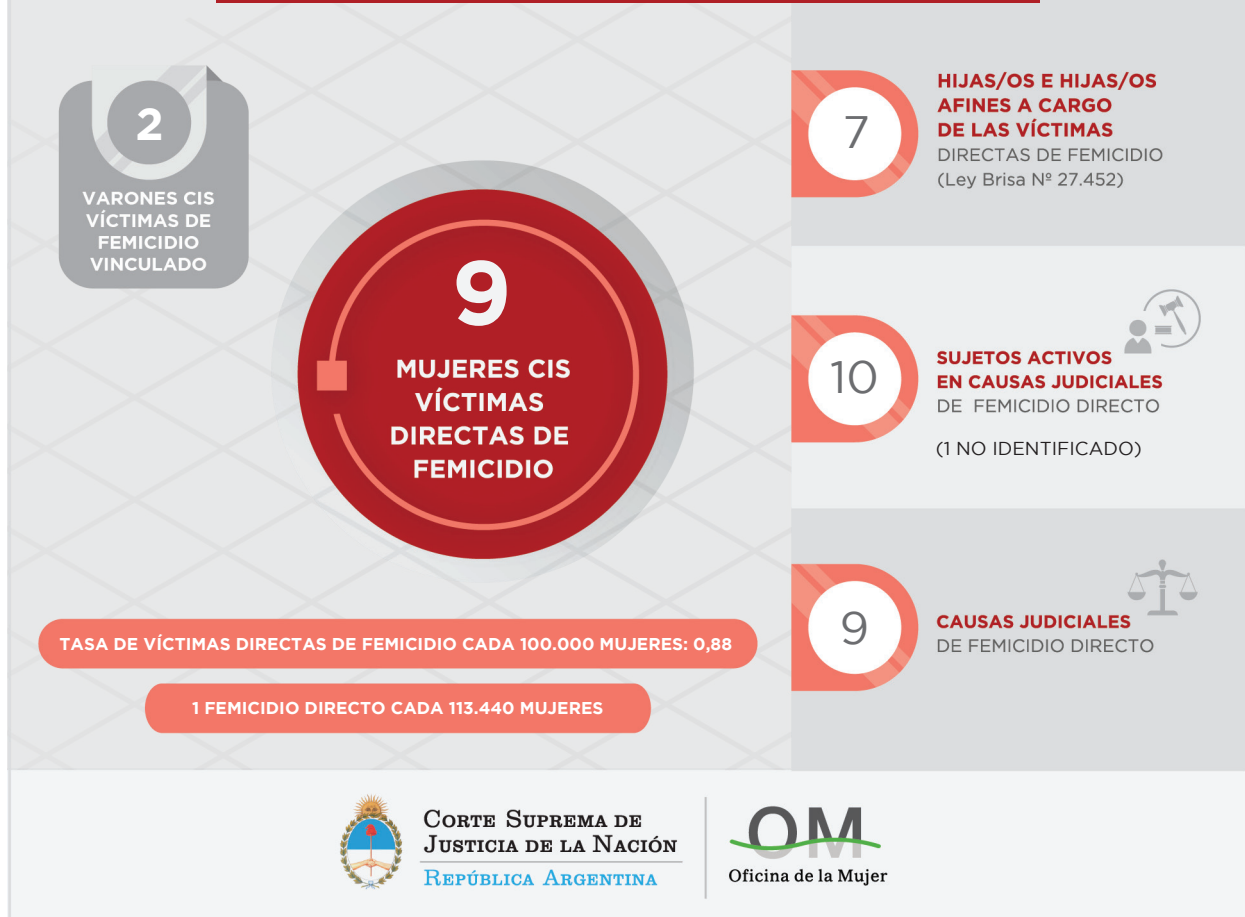 2
VARONES CIS
VÍCTIMAS DE
FEMICIDIO
VINCULADO
9
MUJERES CIS
VÍCTIMAS
DIRECTAS DE
FEMICIDIO
TASA DE VÍCTIMAS DIRECTAS DE FEMICIDIO CADA 100.000 MUJERES: 0,88
1 FEMICIDIO DIRECTO CADA 113.440 MUJERES
7
HIJAS/OS E HIJAS/OS
AFINES A CARGO
DE LAS VÍCTIMAS
DIRECTAS DE FEMICIDIO
(Ley Brisa Nº 27.452)
10
SUJETOS ACTIVOS
EN CAUSAS JUDICIALES
DE FEMICIDIO DIRECTO
(1 NO IDENTIFICADO)
9
CAUSAS JUDICIALES
DE FEMICIDIO DIRECTO
CORTE SUPREMA DE
JUSTICIA DE LA NACIÓN
REPÚBLICA ARGENTINA
OM
Oficina de la Mujer